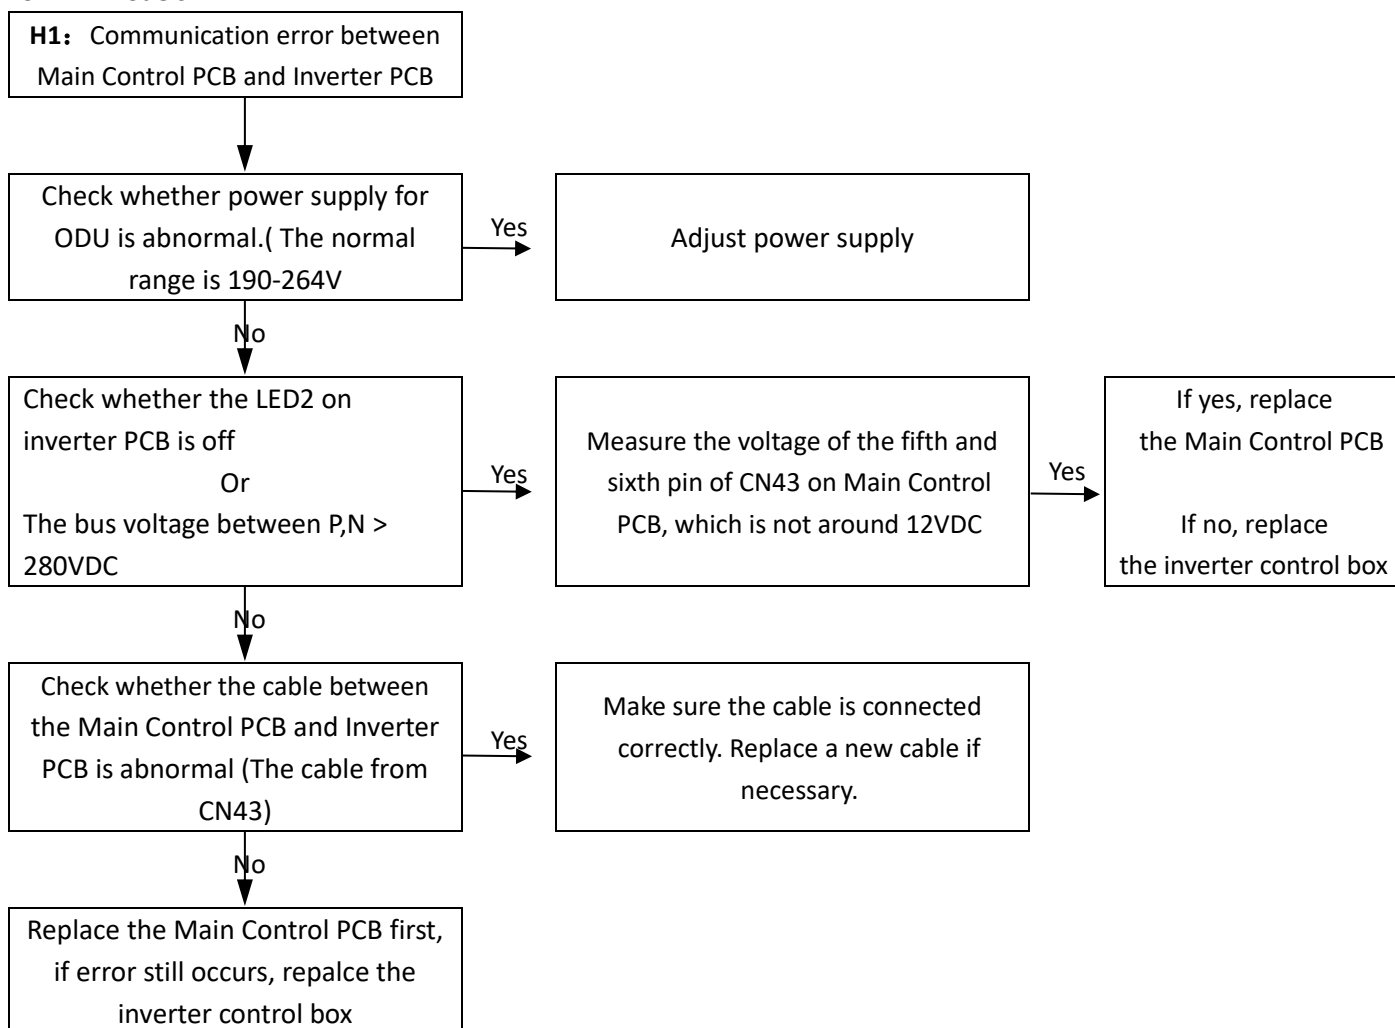 H1： Communication error between
Main Control PCB and Inverter PCB
Check whether power supply for
ODU is abnormal.( The normal
range is 190-264V
Yes
Adjust power supply
No
Check whether the LED2 on
inverter PCB is off
Or
The bus voltage between P,N >
280VDC
Yes
Measure the voltage of the fifth and
sixth pin of CN43 on Main Control
PCB, which is not around 12VDC
Yes
If yes, replace
the Main Control PCB
If no, replace
the inverter control box
No
Check whether the cable between
the Main Control PCB and Inverter
PCB is abnormal (The cable from
CN43)
Yes
Make sure the cable is connected
correctly. Replace a new cable if
necessary.
No
Replace the Main Control PCB first,
if error still occurs, repalce the
inverter control box